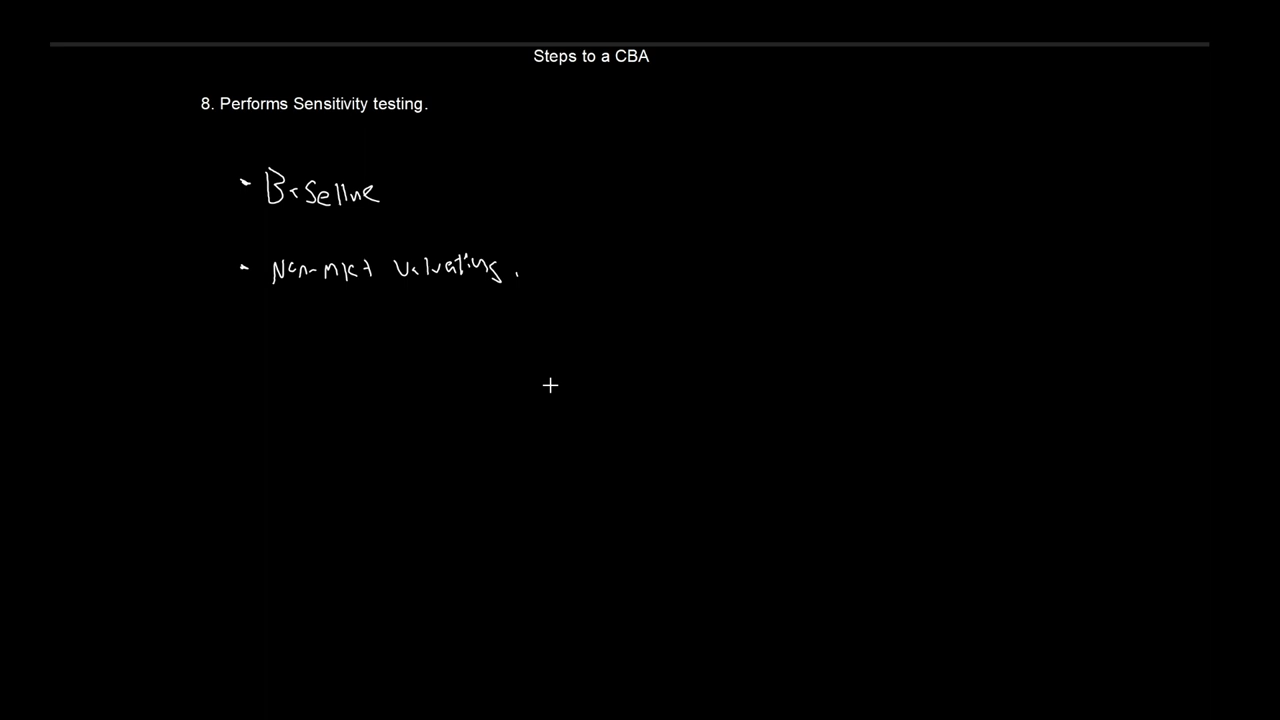 Steps to a CBA
8. Performs Sensitivity testing.
• Baseline
• Non-mkt valuating.